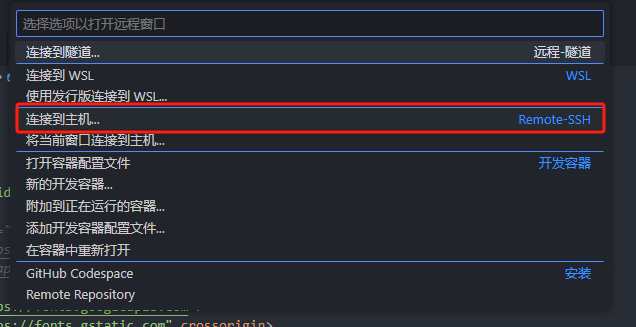 选择选项以打开远程窗口
连接到隧道... 远程-隧道
连接到 WSL WSL
使用发行版连接到 WSL...
连接到主机... Remote-SSH
将当前窗口连接到主机...
打开容器配置文件 开发容器
新的开发容器...
附加到正在运行的容器...
添加开发容器配置文件...
在容器中重新打开
GitHub Codespace 安装
Remote Repository
s://fonts.gstatic.com" crossorigin>